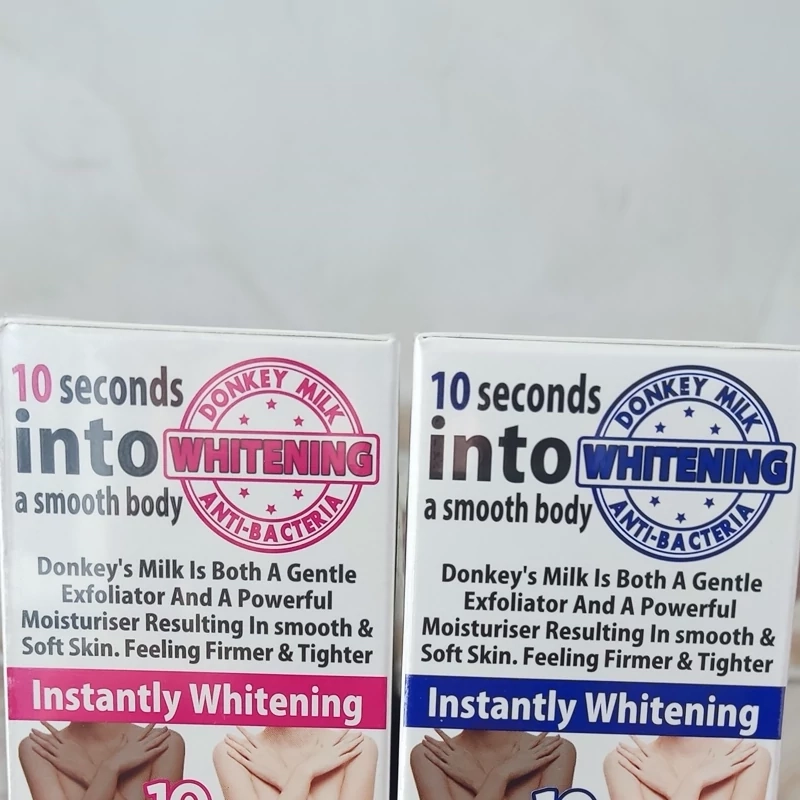 10 seconds
into
a smooth body
DONKEY MILK
WHITENING
ANTI-BACTERIA
Donkey's Milk Is Both A Gentle
Exfoliator And A Powerful
Moisturiser Resulting In smooth &
Soft Skin. Feeling Firmer & Tighter
Instantly Whitening
10
10 seconds
into
a smooth body
DONKEY MILK
WHITENING
ANTI-BACTERIA
Donkey's Milk Is Both A Gentle
Exfoliator And A Powerful
Moisturiser Resulting In smooth &
Soft Skin. Feeling Firmer & Tighter
Instantly Whitening
10